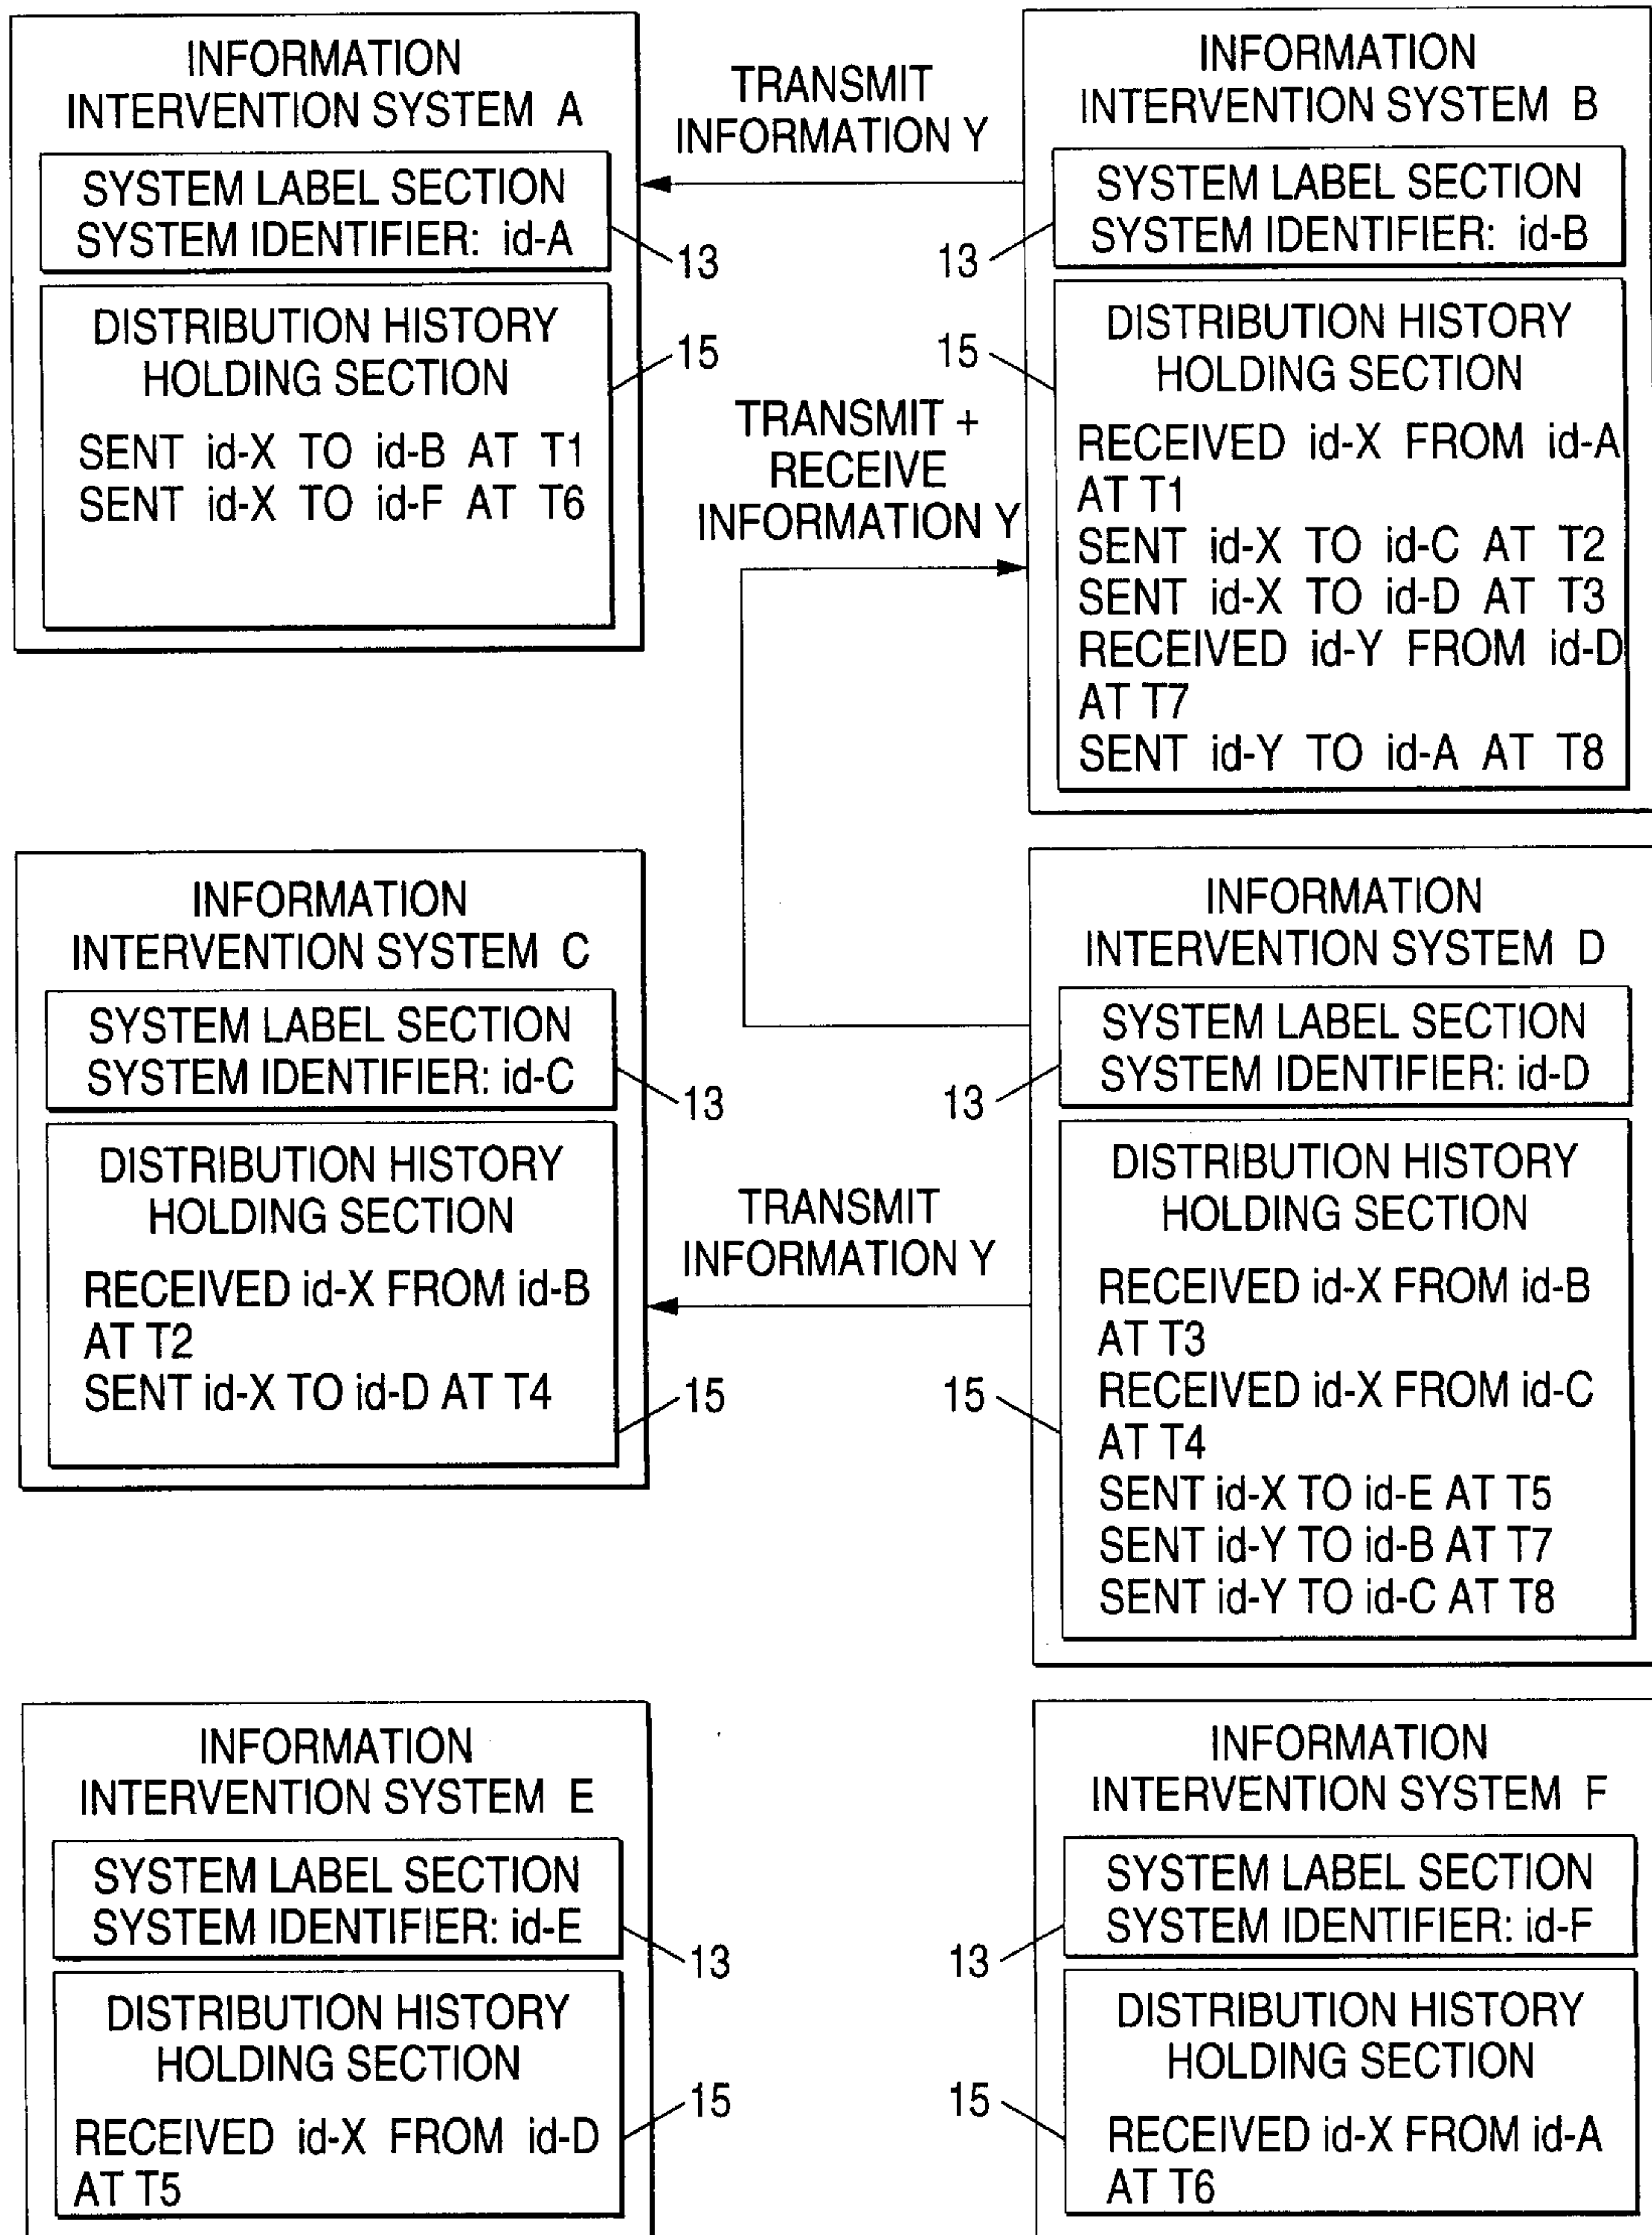 INFORMATION
INTERVENTION SYSTEM A
SYSTEM LABEL SECTION
SYSTEM IDENTIFIER: id-A
13
DISTRIBUTION HISTORY
HOLDING SECTION
15
SENT id-X TO id-B AT T1
SENT id-X TO id-F AT T6
TRANSMIT
INFORMATION Y
INFORMATION
INTERVENTION SYSTEM B
SYSTEM LABEL SECTION
SYSTEM IDENTIFIER: id-B
13
DISTRIBUTION HISTORY
HOLDING SECTION
15
RECEIVED id-X FROM id-A
AT T1
SENT id-X TO id-C AT T2
SENT id-X TO id-D AT T3
RECEIVED id-Y FROM id-D
AT T7
SENT id-Y TO id-A AT T8
TRANSMIT +
RECEIVE
INFORMATION Y
INFORMATION
INTERVENTION SYSTEM C
SYSTEM LABEL SECTION
SYSTEM IDENTIFIER: id-C
13
DISTRIBUTION HISTORY
HOLDING SECTION
RECEIVED id-X FROM id-B
AT T2
SENT id-X TO id-D AT T4
15
TRANSMIT
INFORMATION Y
INFORMATION
INTERVENTION SYSTEM D
SYSTEM LABEL SECTION
SYSTEM IDENTIFIER: id-D
13
DISTRIBUTION HISTORY
HOLDING SECTION
RECEIVED id-X FROM id-B
AT T3
RECEIVED id-X FROM id-C
15
AT T4
SENT id-X TO id-E AT T5
SENT id-Y TO id-B AT T7
SENT id-Y TO id-C AT T8
INFORMATION
INTERVENTION SYSTEM E
SYSTEM LABEL SECTION
SYSTEM IDENTIFIER: id-E
13
DISTRIBUTION HISTORY
HOLDING SECTION
15
RECEIVED id-X FROM id-D
AT T5
INFORMATION
INTERVENTION SYSTEM F
SYSTEM LABEL SECTION
SYSTEM IDENTIFIER: id-F
13
DISTRIBUTION HISTORY
HOLDING SECTION
15
RECEIVED id-X FROM id-A
AT T6